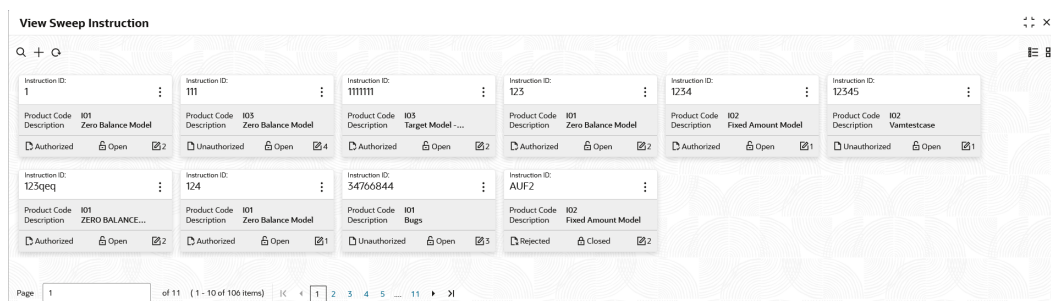 View Sweep Instruction
Instruction ID: Instruction ID: Instruction ID: Instruction ID: Instruction ID: Instruction ID:
1 111 1111111 123 1234 12345
Product Code I01 Product Code I03 Product Code I03 Product Code I01 Product Code I02 Product Code I02
Description Zero Balance Model Description Zero Balance Model Description Target Model -... Description Zero Balance Model Description Fixed Amount Model Description Vamtestcase
Authorized Open 2 Unauthorized Open 4 Authorized Open 2 Authorized Open 2 Authorized Open 1 Unauthorized Open 1
Instruction ID: Instruction ID: Instruction ID: Instruction ID:
123qeq 124 34766844 AUF2
Product Code I01 Product Code I01 Product Code I01 Product Code I02
Description ZERO BALANCE... Description Zero Balance Model Description Bugs Description Fixed Amount Model
Authorized Open 2 Authorized Open 1 Unauthorized Open 3 Rejected Closed 2
Page 1 of 11 (1 - 10 of 106 items) 1 2 3 4 5 .... 11